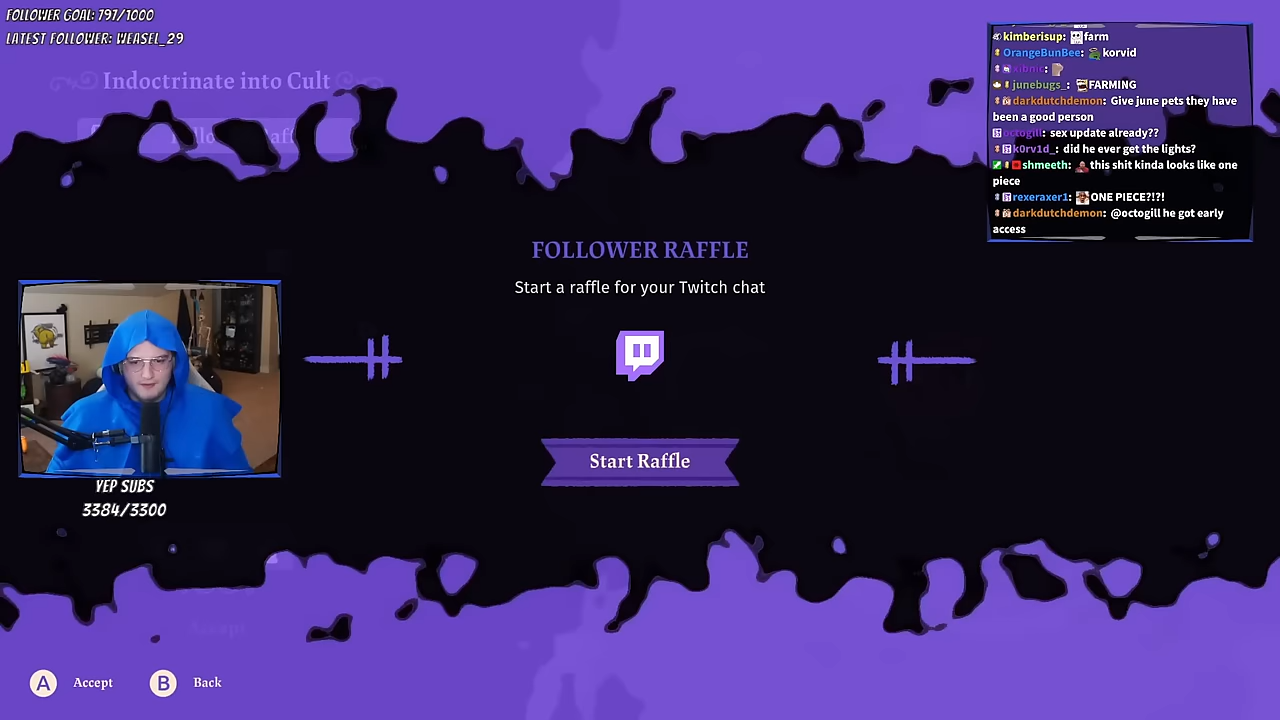 FOLLOWER GOAL: 797/1000
LATEST FOLLOWER: WEASEL_29
Indoctrinate into Cult
kimberisup: farm
OrangeBunBee: korvid
xibnic:
junebugs_: FARMING
darkdutchdemon: Give june pets they have
been a good person
octogill: sex update already??
k0rv1d_: did he ever get the lights?
shmeeth: this shit kinda looks like one
piece
rexeraxer1: ONE PIECE?!?!
darkdutchdemon: @octogill he got early
access
FOLLOWER RAFFLE
Start a raffle for your Twitch chat
Start Raffle
YEP SUBS
3384/3300
Accept
A Accept
B Back